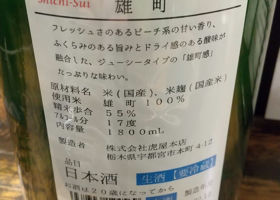 Shichi-Sui
雄町
フレッシュさのあるピーチ系の甘い香り、
ふくらみのある旨みとドライ感のある酸味が
融合した、ジューシータイプの「雄町感」
たっぷりな味わい。
原材料名 米(国産)、米麹(国産米)
使用米 雄町 100%
精米歩合 55%
アルコール分 17度
内容量 1800mL
製造者 株式会社虎屋本店
栃木県宇都宮市本町4-12
品目
日本酒 生酒【要冷蔵】
お酒は20歳になってから
製造年